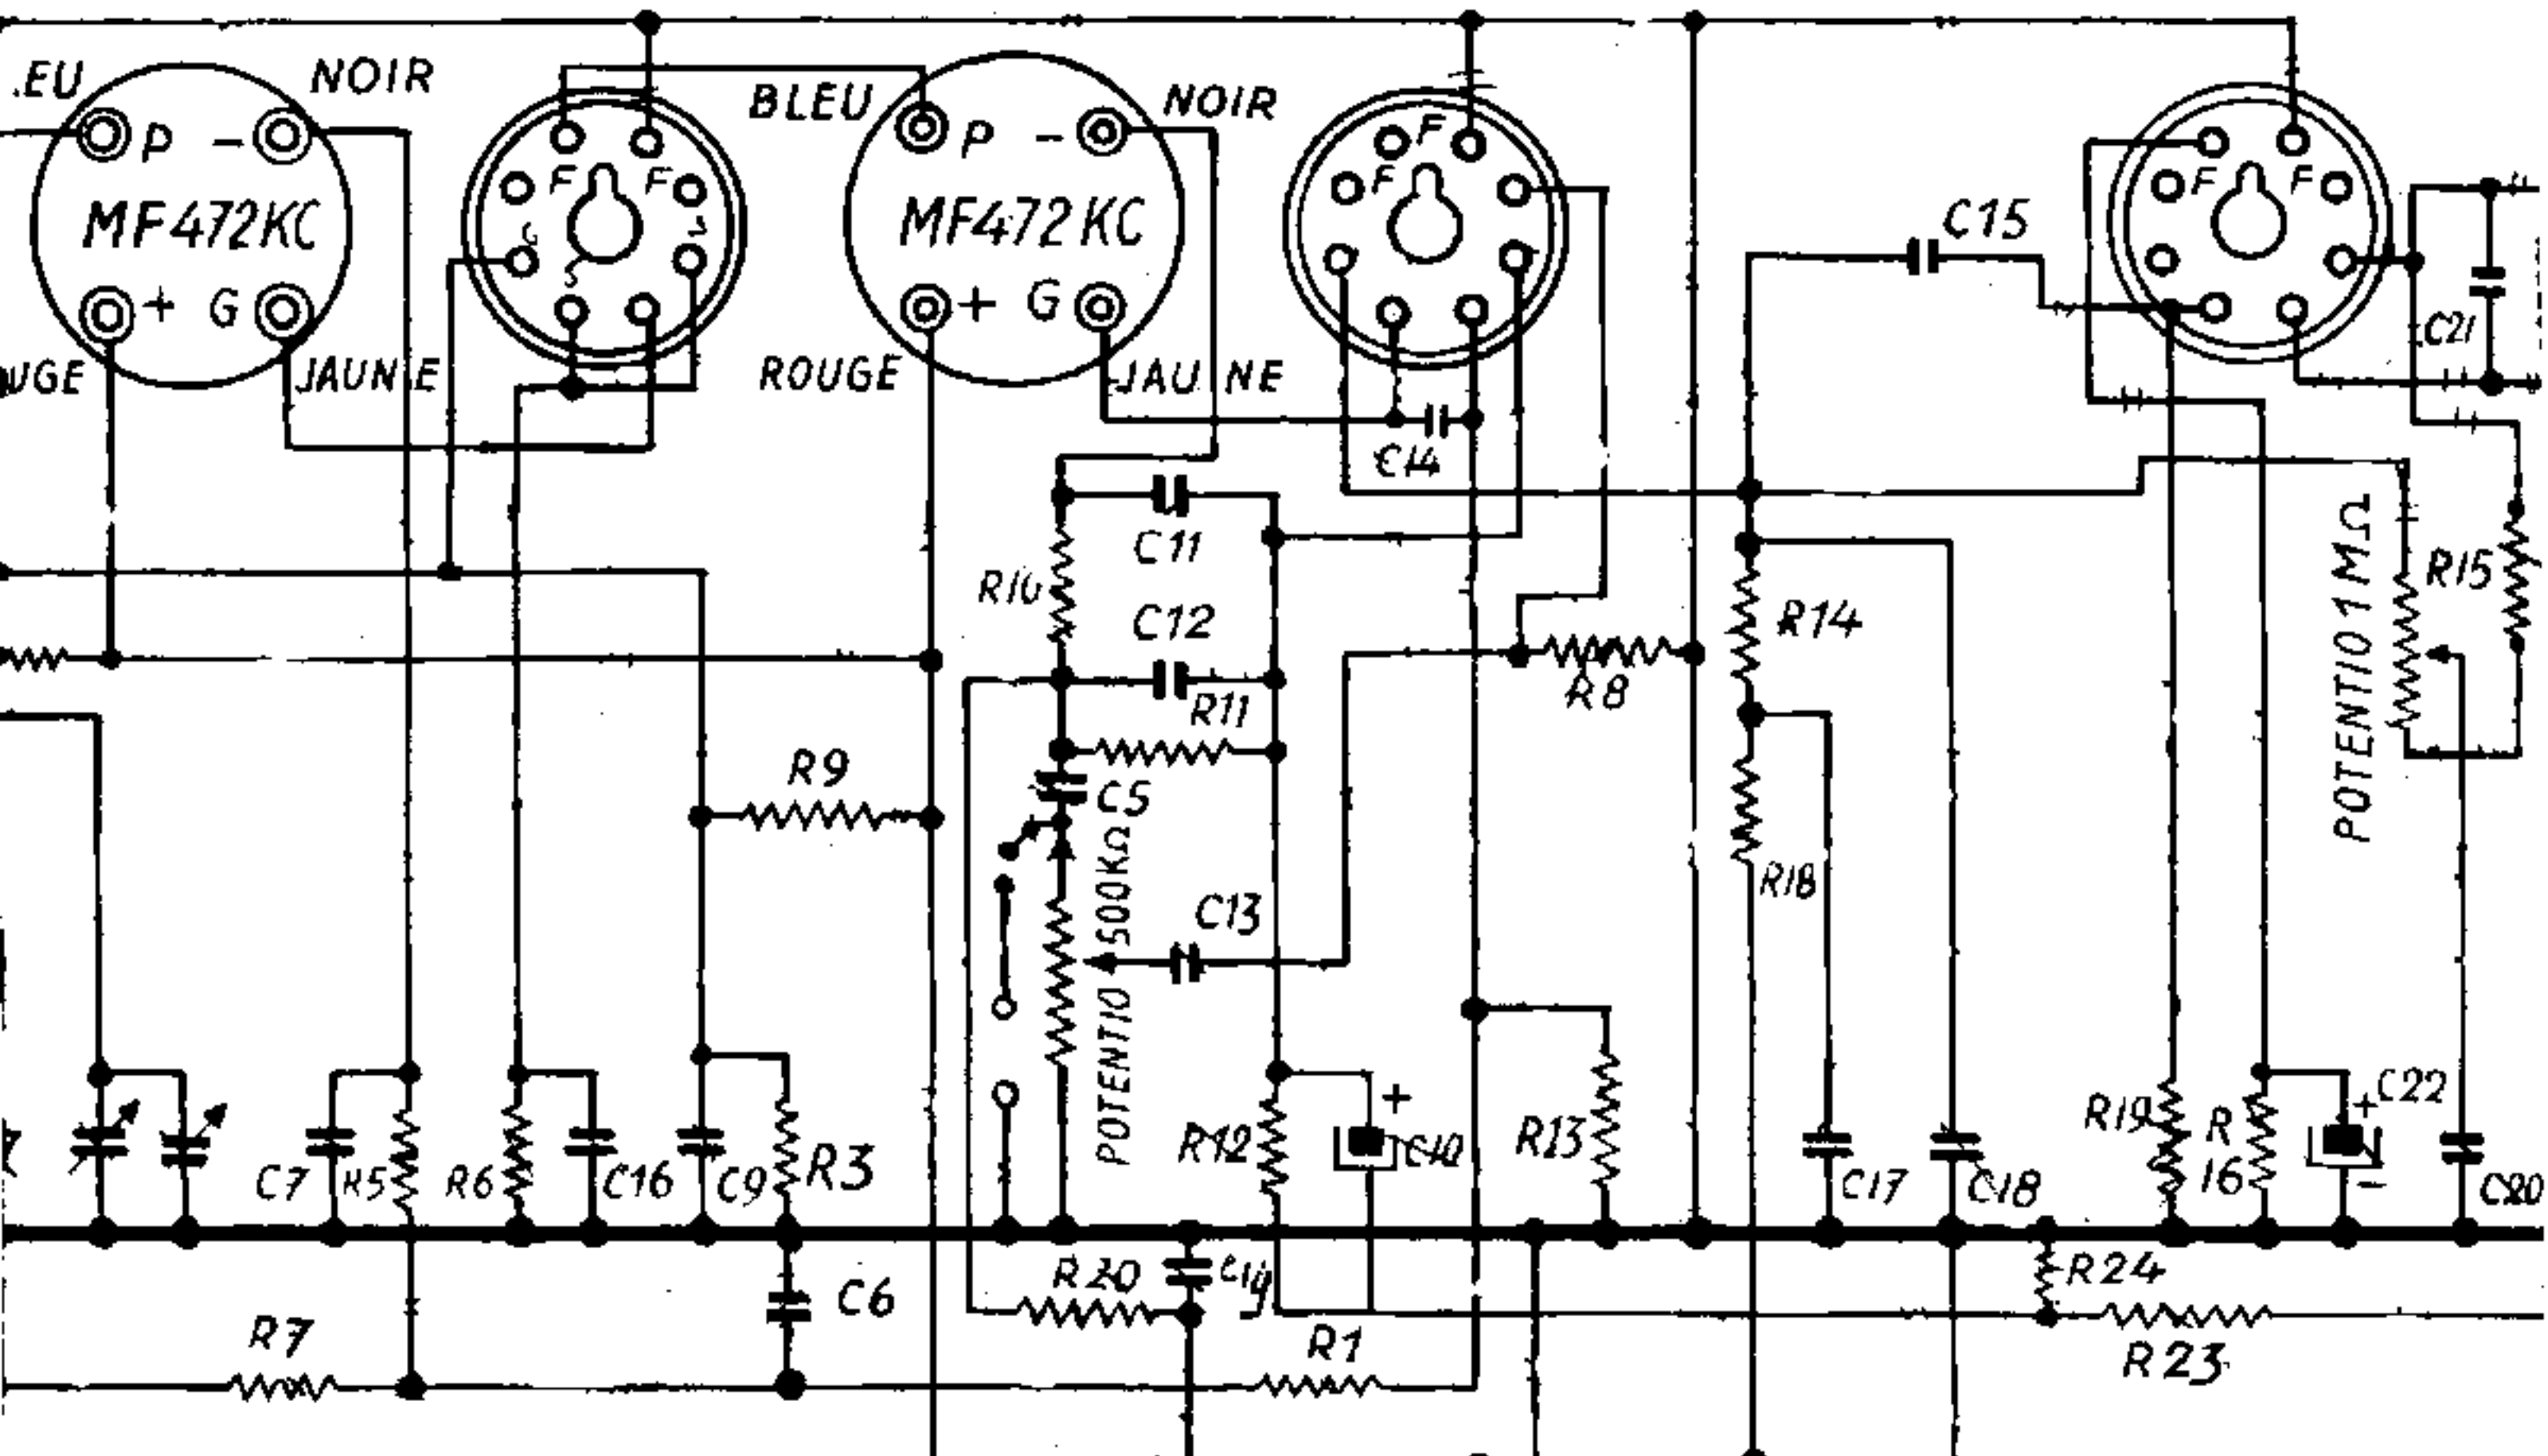 .EU
NOIR
P -
MF472KC
+ G
UGE
JAUNE
F F
G
S
S
BLEU
NOIR
P -
MF472KC
+ G
ROUGE
JAUNE
F
F
C14
C15
F F
C21
C11
R10
C12
R11
R8
R14
POTENTIO 1MΩ
R15
R9
C5
POTENTIO 500KΩ
C13
R18
C7
R5
R6
C16
C9
R3
R12
+
C10
R13
C17
C18
R19
R
16
+
C22
-
C20
R20
C19
R24
C6
R7
R1
R23